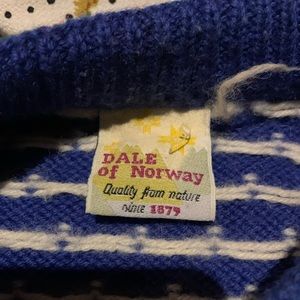 DALE
of Norway
Quality from nature
since 1879